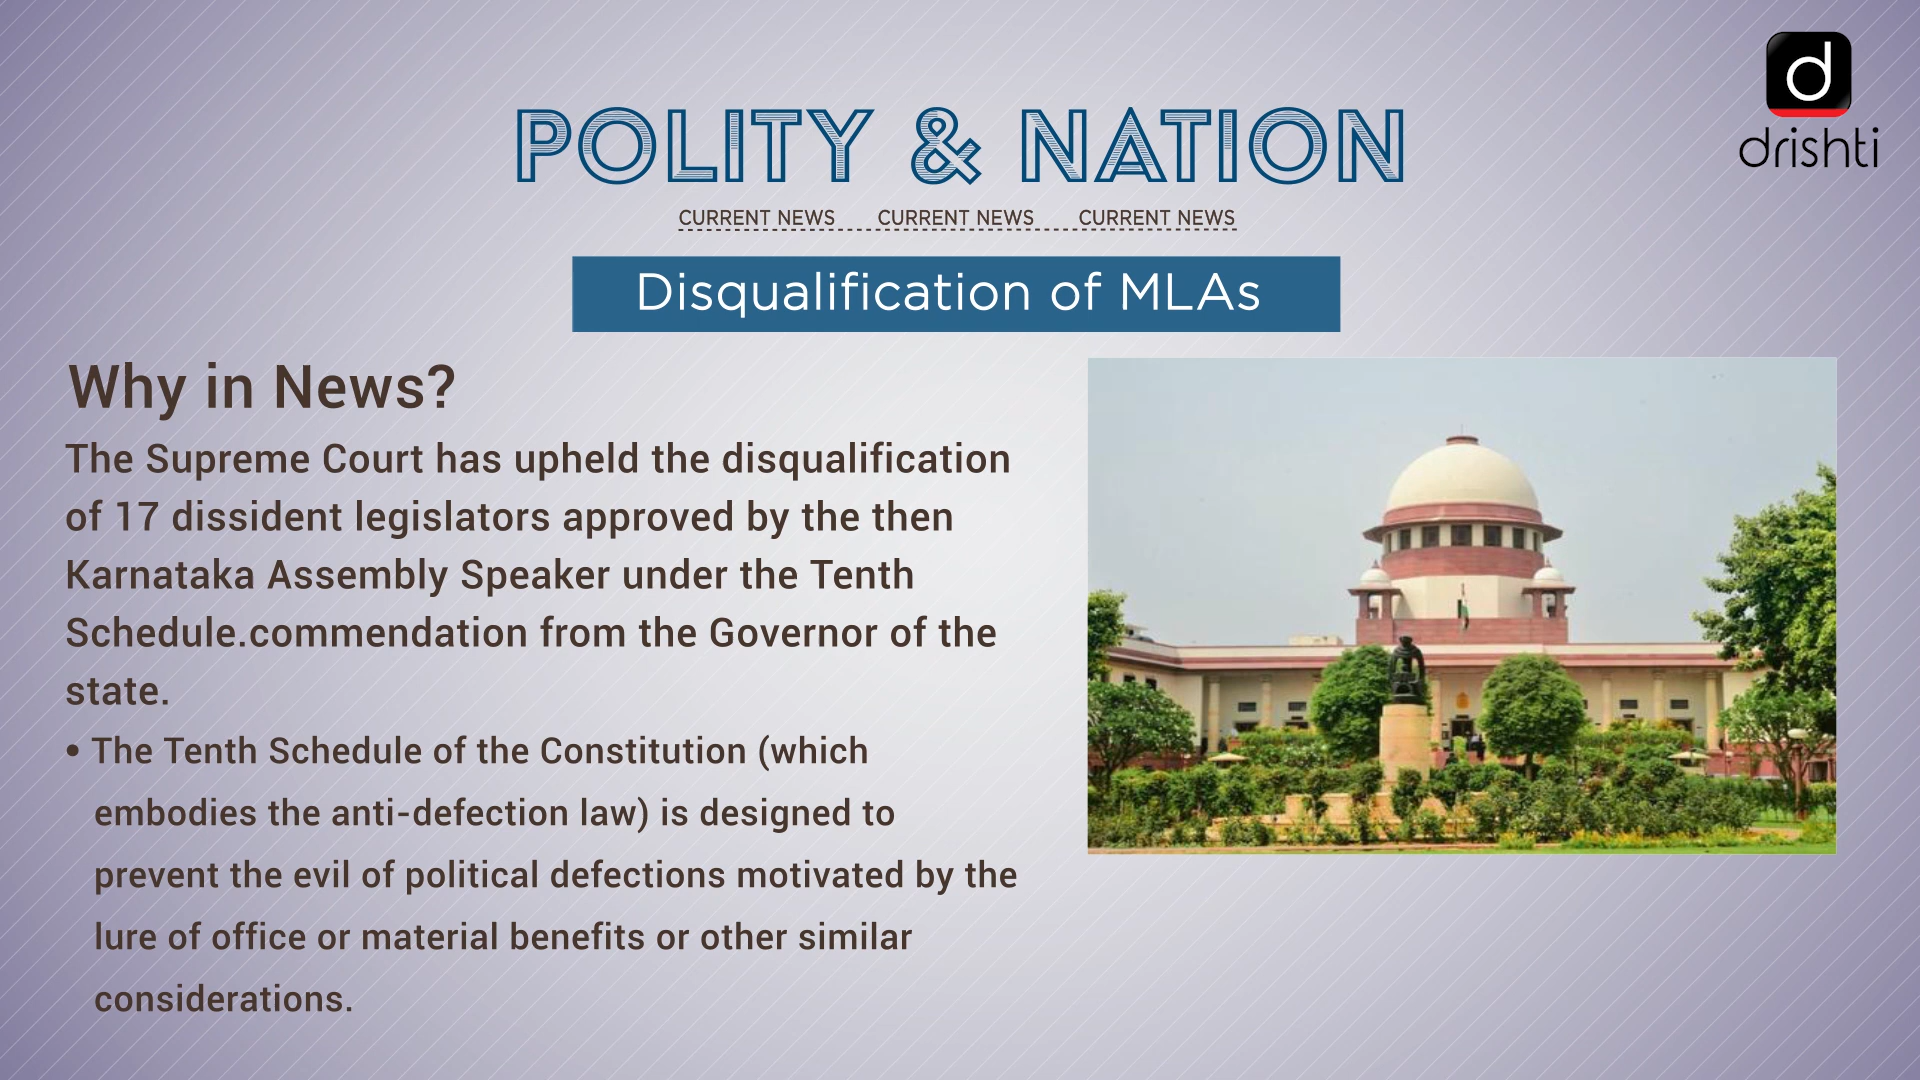 d
drishti
POLITY & NATION
CURRENT NEWS CURRENT NEWS CURRENT NEWS
Disqualification of MLAs
Why in News?
The Supreme Court has upheld the disqualification
of 17 dissident legislators approved by the then
Karnataka Assembly Speaker under the Tenth
Schedule.commendation from the Governor of the
state.
• The Tenth Schedule of the Constitution (which
embodies the anti-defection law) is designed to
prevent the evil of political defections motivated by the
lure of office or material benefits or other similar
considerations.